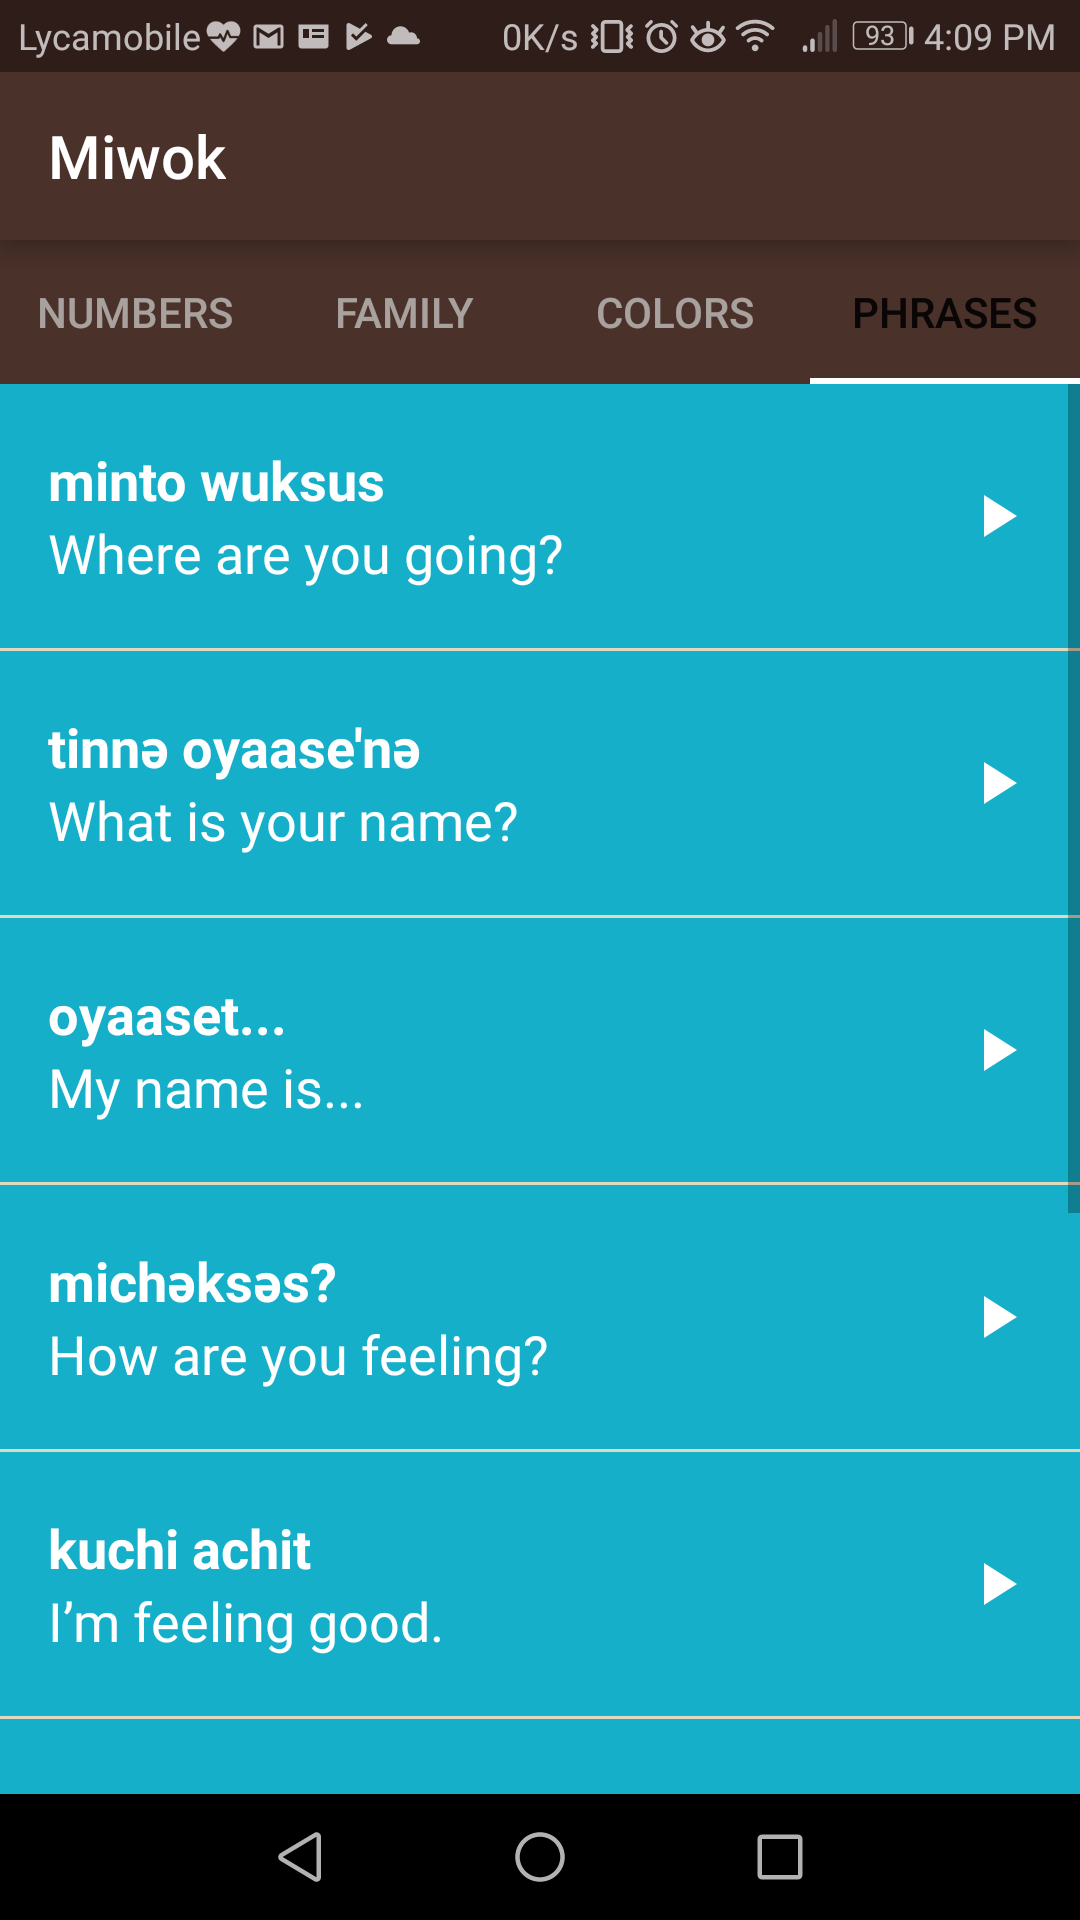 Lycamobile 0K/s 93 4:09 PM
Miwok
NUMBERS FAMILY COLORS PHRASES
minto wuksus
Where are you going?
tinnə oyaase'nə
What is your name?
oyaaset...
My name is...
michəksəs?
How are you feeling?
kuchi achit
I’m feeling good.